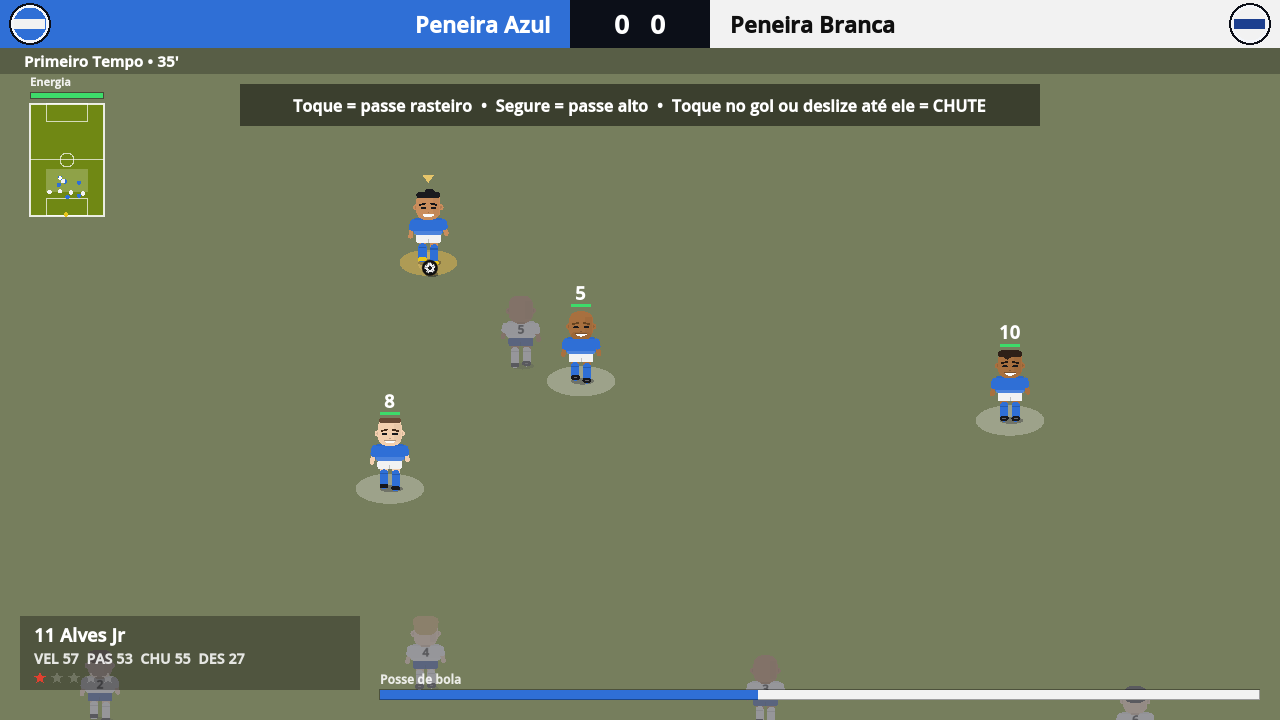 Peneira Azul
0 0
Peneira Branca
Primeiro Tempo • 35'
Energia
Toque = passe rasteiro • Segure = passe alto • Toque no gol ou deslize até ele = CHUTE
5
5
10
8
11 Alves Jr
VEL 57 PAS 53 CHU 55 DES 27
4
2
Posse de bola